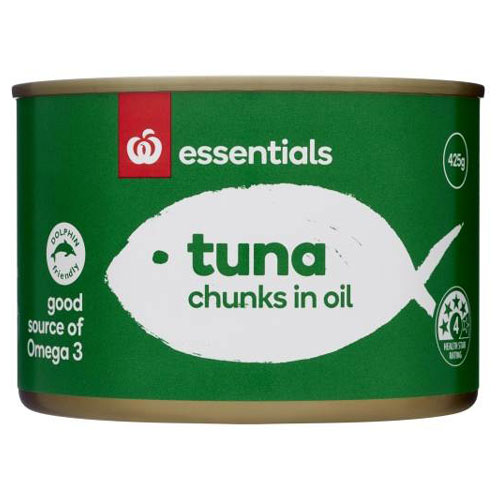 essentials
425g
DOLPHIN
friendly
tuna
chunks in oil
good
source of
Omega 3
4
HEALTH STAR
RATING